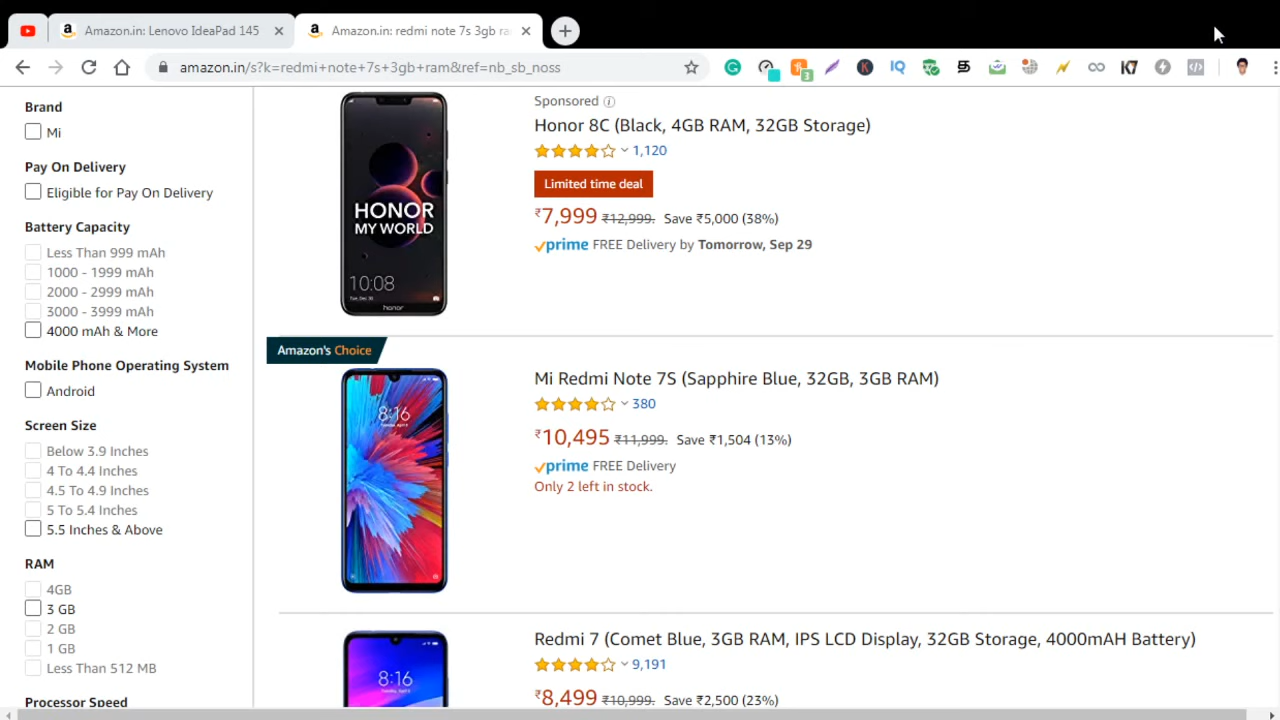 Amazon.in: Lenovo IdeaPad 145
Amazon.in: redmi note 7s 3gb ra
amazon.in/s?k=redmi+note+7s+3gb+ram&ref=nb_sb_noss
3
K
IQ
K7
Brand
Mi
Pay On Delivery
Eligible for Pay On Delivery
Battery Capacity
Less Than 999 mAh
1000 - 1999 mAh
2000 - 2999 mAh
3000 - 3999 mAh
4000 mAh & More
Mobile Phone Operating System
Android
Screen Size
Below 3.9 Inches
4 To 4.4 Inches
4.5 To 4.9 Inches
5 To 5.4 Inches
5.5 Inches & Above
RAM
4GB
3 GB
2 GB
1 GB
Less Than 512 MB
Processor Speed
HONOR
MY WORLD
10:08
honor
Sponsored
Honor 8C (Black, 4GB RAM, 32GB Storage)
1,120
Limited time deal
₹7,999 ₹12,999. Save ₹5,000 (38%)
prime FREE Delivery by Tomorrow, Sep 29
Amazon's Choice
8:16
Mi Redmi Note 7S (Sapphire Blue, 32GB, 3GB RAM)
380
₹10,495 ₹11,999. Save ₹1,504 (13%)
prime FREE Delivery
Only 2 left in stock.
8:16
Redmi 7 (Comet Blue, 3GB RAM, IPS LCD Display, 32GB Storage, 4000mAH Battery)
9,191
₹8,499 ₹10,999. Save ₹2,500 (23%)